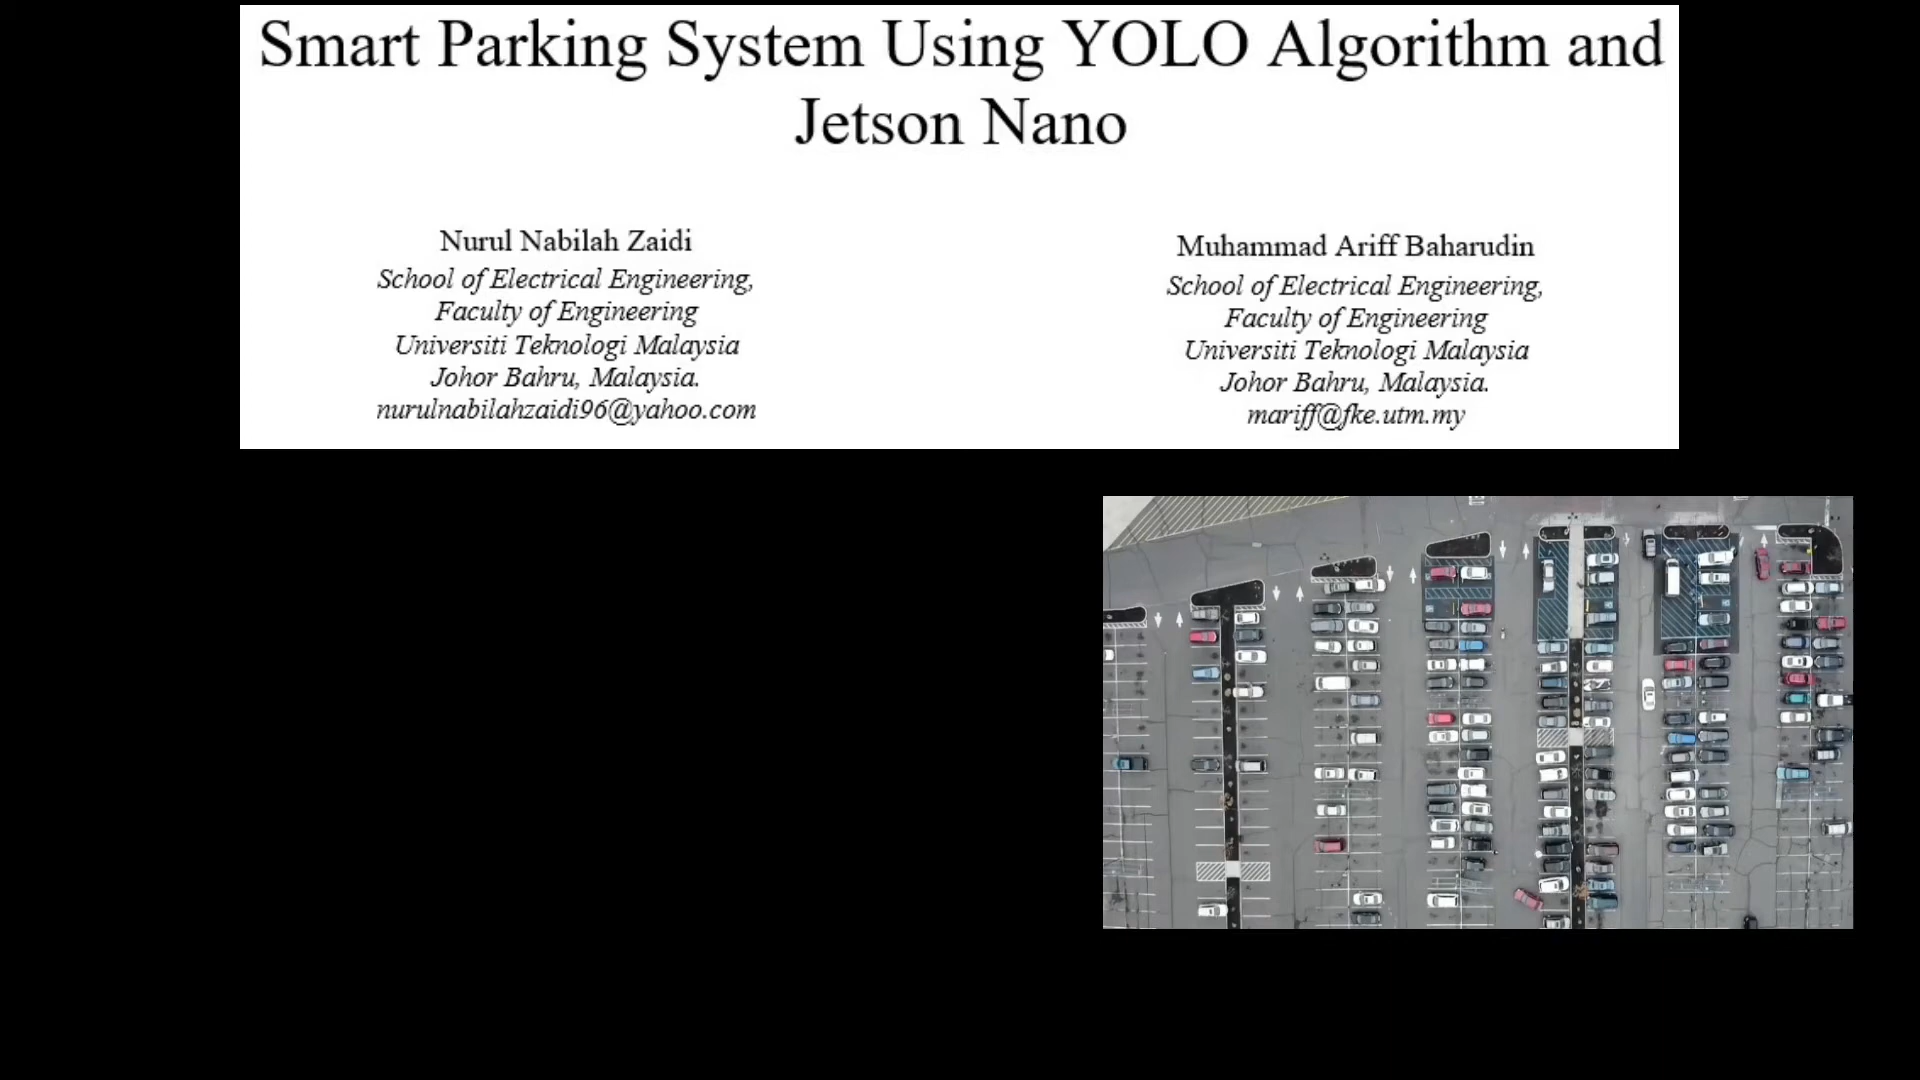 Smart Parking System Using YOLO Algorithm and
Jetson Nano
Nurul Nabilah Zaidi
School of Electrical Engineering,
Faculty of Engineering
Universiti Teknologi Malaysia
Johor Bahru, Malaysia.
nurulnabilahzaidi96@yahoo.com
Muhammad Ariff Baharudin
School of Electrical Engineering,
Faculty of Engineering
Universiti Teknologi Malaysia
Johor Bahru, Malaysia.
mariff@fke.utm.my